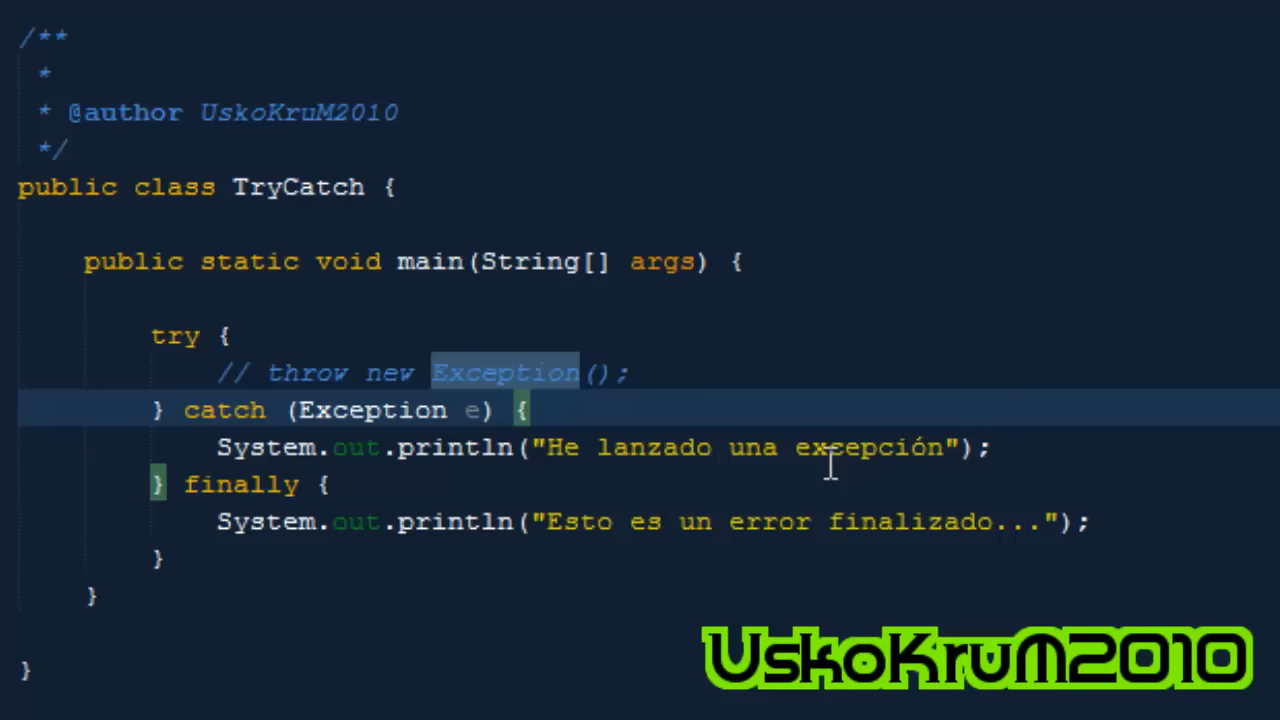 /**
 *
 * @author UskoKruM2010
 */
public class TryCatch {
    public static void main(String[] args) {
        try {
            // throw new Exception();
        } catch (Exception e) {
            System.out.println("He lanzado una excepción");
        } finally {
            System.out.println("Esto es un error finalizado...");
        }
    }
}
UskoKruM2010